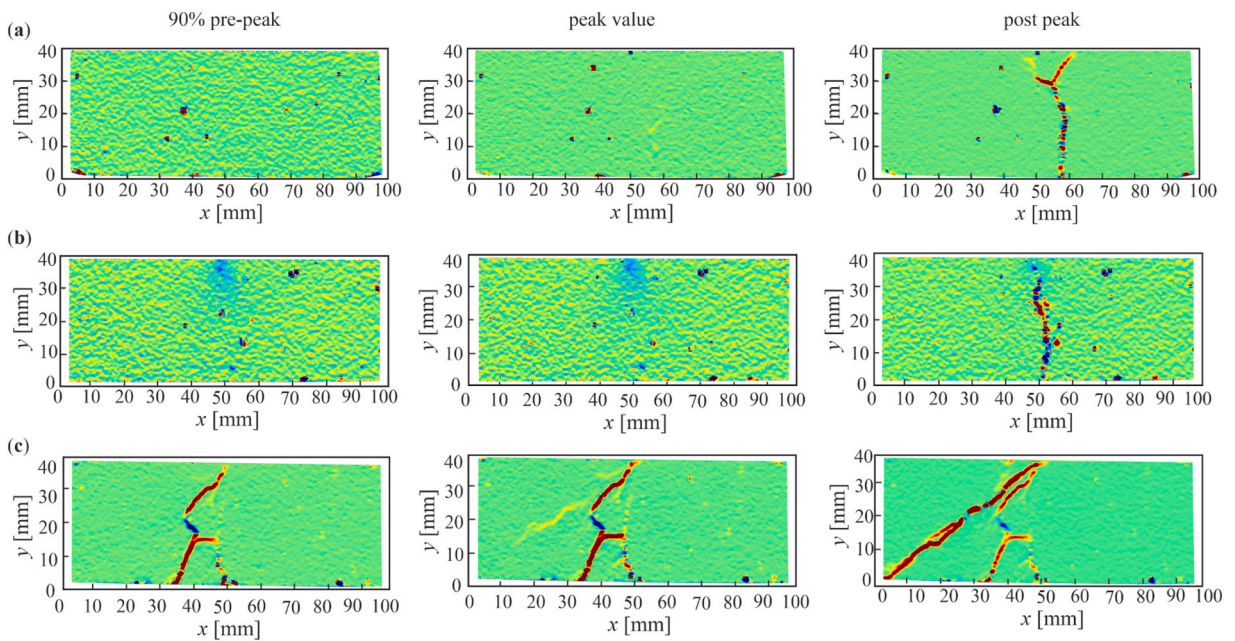 90% pre-peak peak value post peak
(a)
40 40 40
30 30 30
y [mm] y [mm] y [mm]
20 20 20
10 10 10
0 0 0
0 10 20 30 40 50 60 70 80 90 100 0 10 20 30 40 50 60 70 80 90 100 0 10 20 30 40 50 60 70 80 90 100
x [mm] x [mm] x [mm]
(b)
40 40 40
30 30 30
y [mm] y [mm] y [mm]
20 20 20
10 10 10
0 0 0
0 10 20 30 40 50 60 70 80 90 100 0 10 20 30 40 50 60 70 80 90 100 0 10 20 30 40 50 60 70 80 90 100
x [mm] x [mm] x [mm]
(c)
40 40 40
30 30 30
y [mm] y [mm] y [mm]
20 20 20
10 10 10
0 0 0
0 10 20 30 40 50 60 70 80 90 100 0 10 20 30 40 50 60 70 80 90 100 0 10 20 30 40 50 60 70 80 90 100
x [mm] x [mm] x [mm]